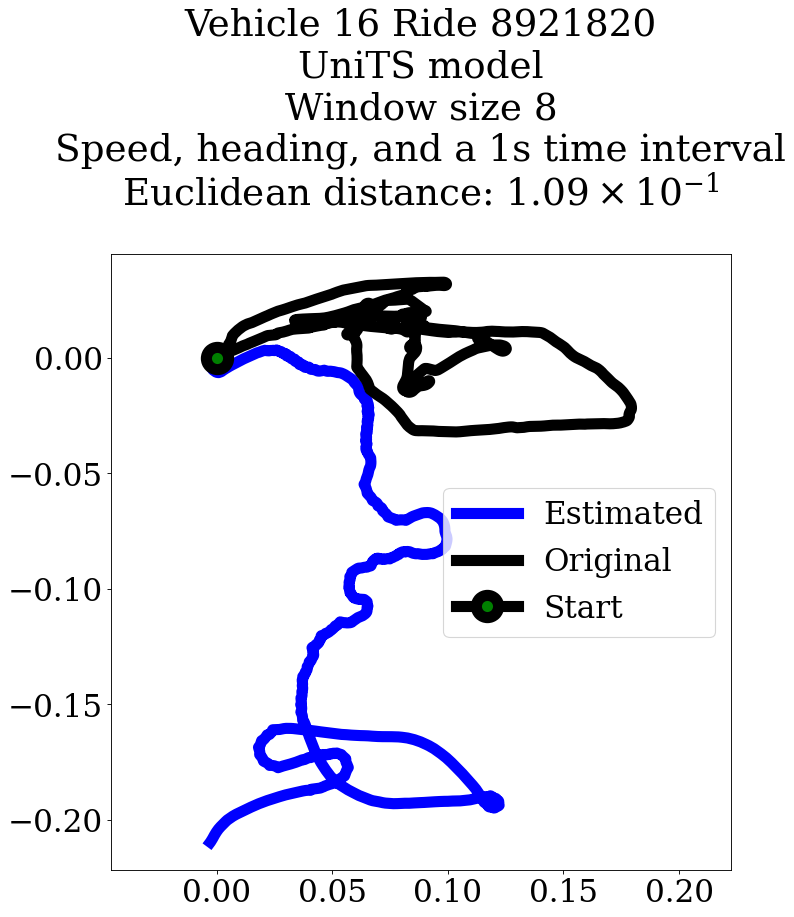 Vehicle 16 Ride 8921820
UniTS model
Window size 8
Speed, heading, and a 1s time interval
Euclidean distance: 1.09 × 10⁻¹
0.00
−0.05
−0.10
−0.15
−0.20
Estimated
Original
Start
0.00 0.05 0.10 0.15 0.20